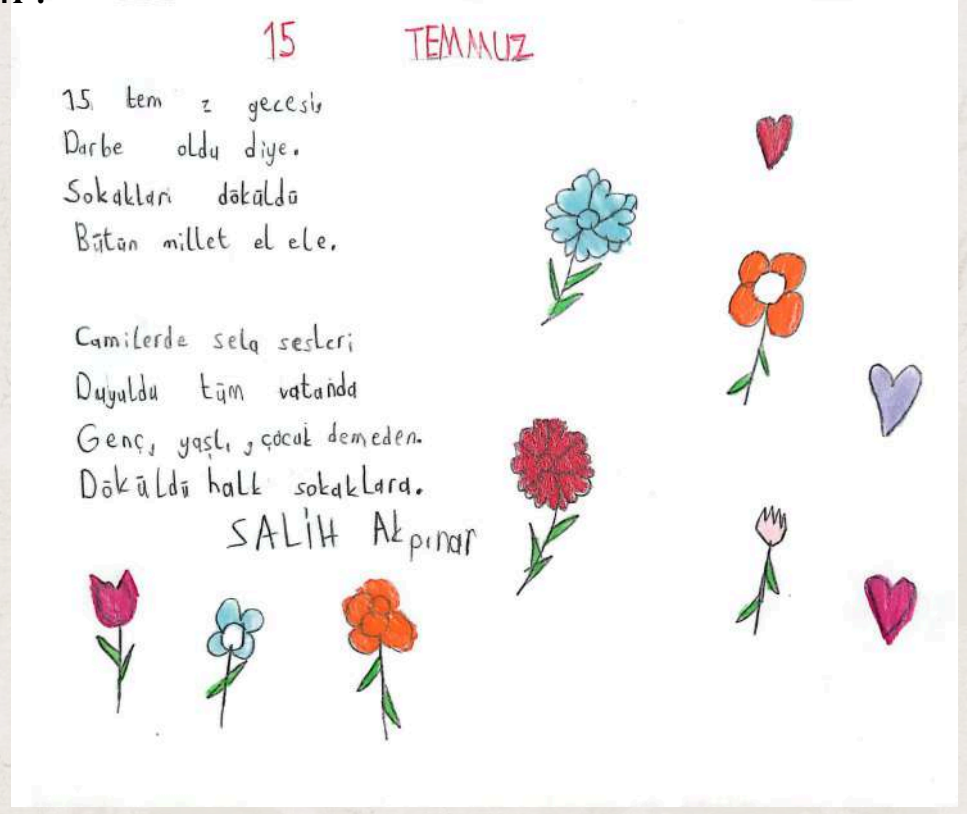 15 TEMMUZ
15 tem z gecesi,
Darbe oldu diye.
Sokakları döküldü
Bütün millet el ele.
Camilerde sela sesleri
Duyuldu tüm vatanda
Genç, yaşlı, çocuk demeden.
Döküldü halk sokaklara.
SALİH Akpınar